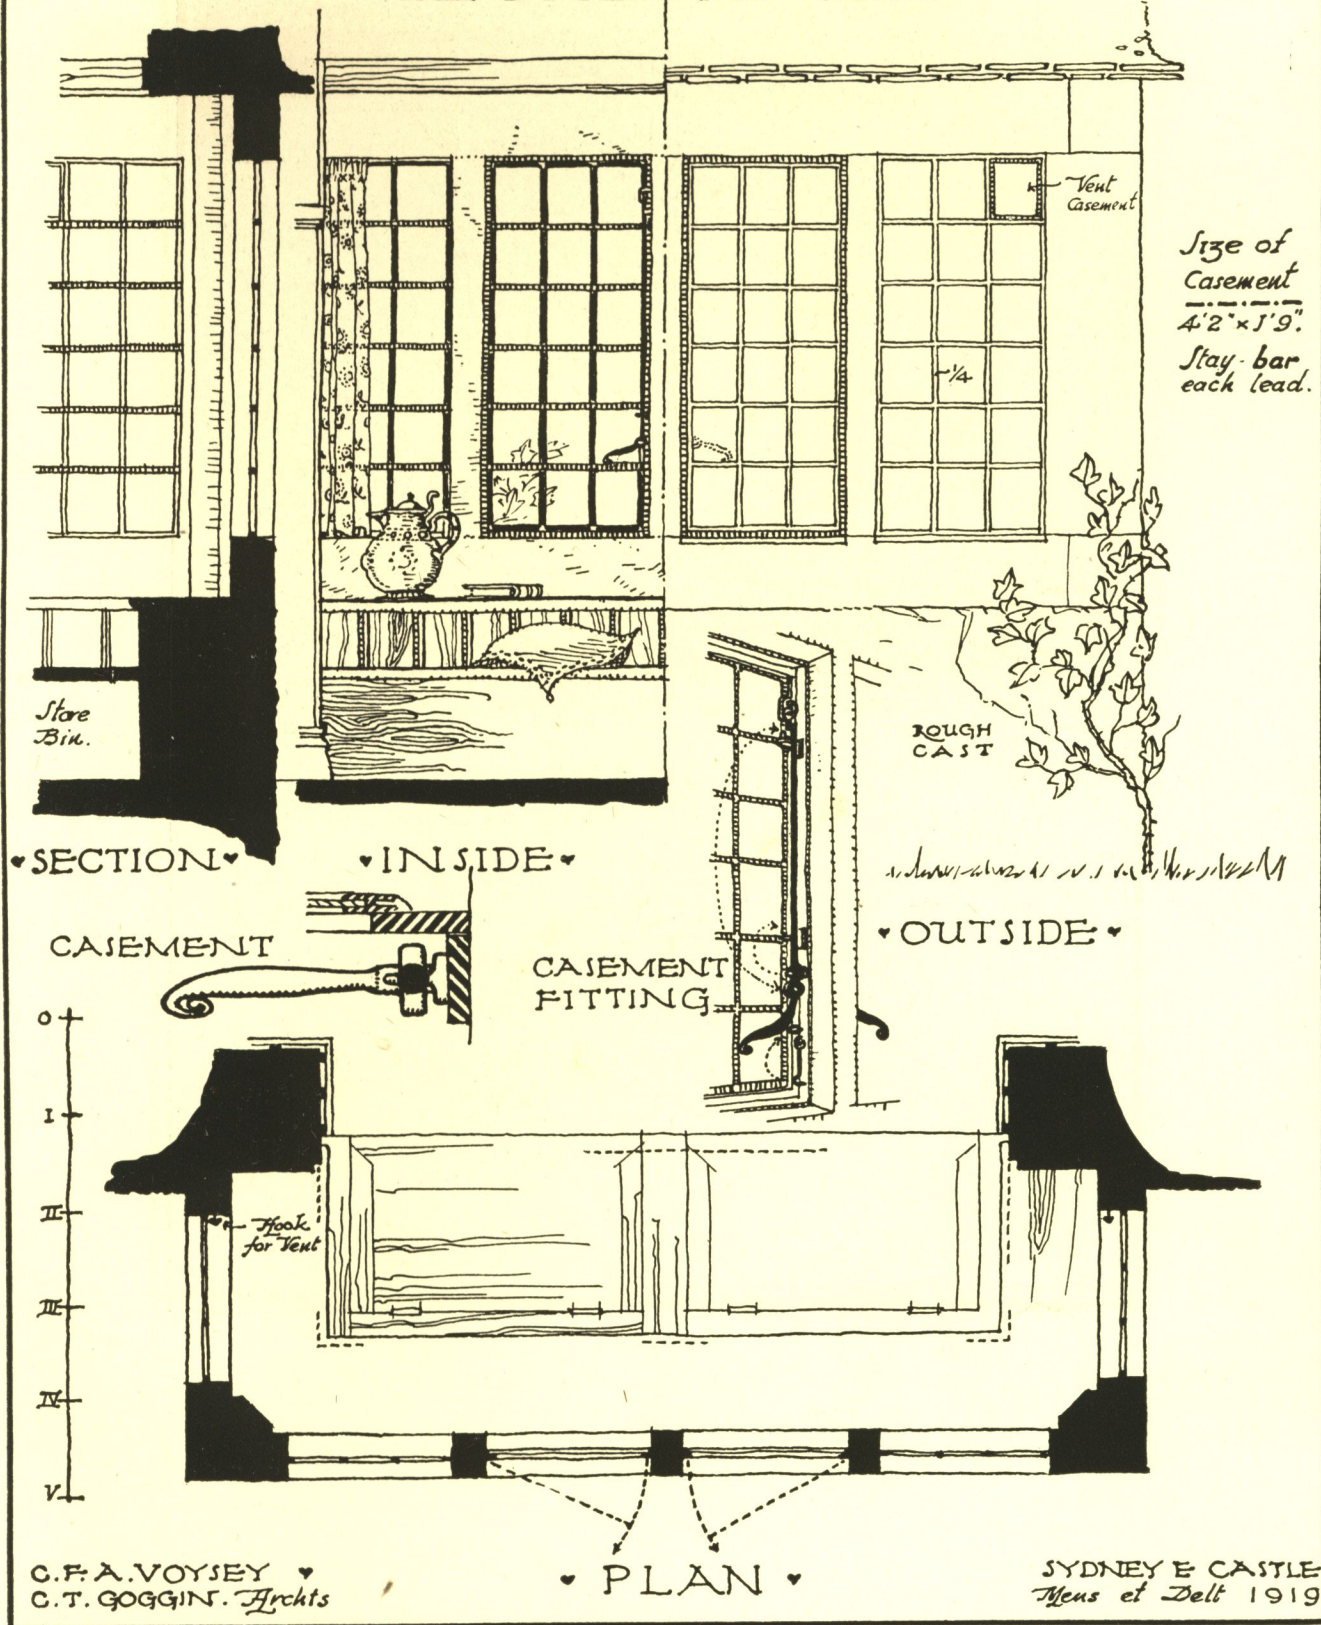 Vent
Casement
Size of
Casement
4'2" x 1'9".
Stay-bar
each lead.
1/4
Store
Bin.
ROUGH
CAST
SECTION
INSIDE
OUTSIDE
CASEMENT
CASEMENT
FITTING
O
I
II
III
IV
V
Hook
for Vent
PLAN
C.F.A. VOYSEY
C.T. GOGGIN. Archts
SYDNEY E CASTLE
Mens et Delt 1919